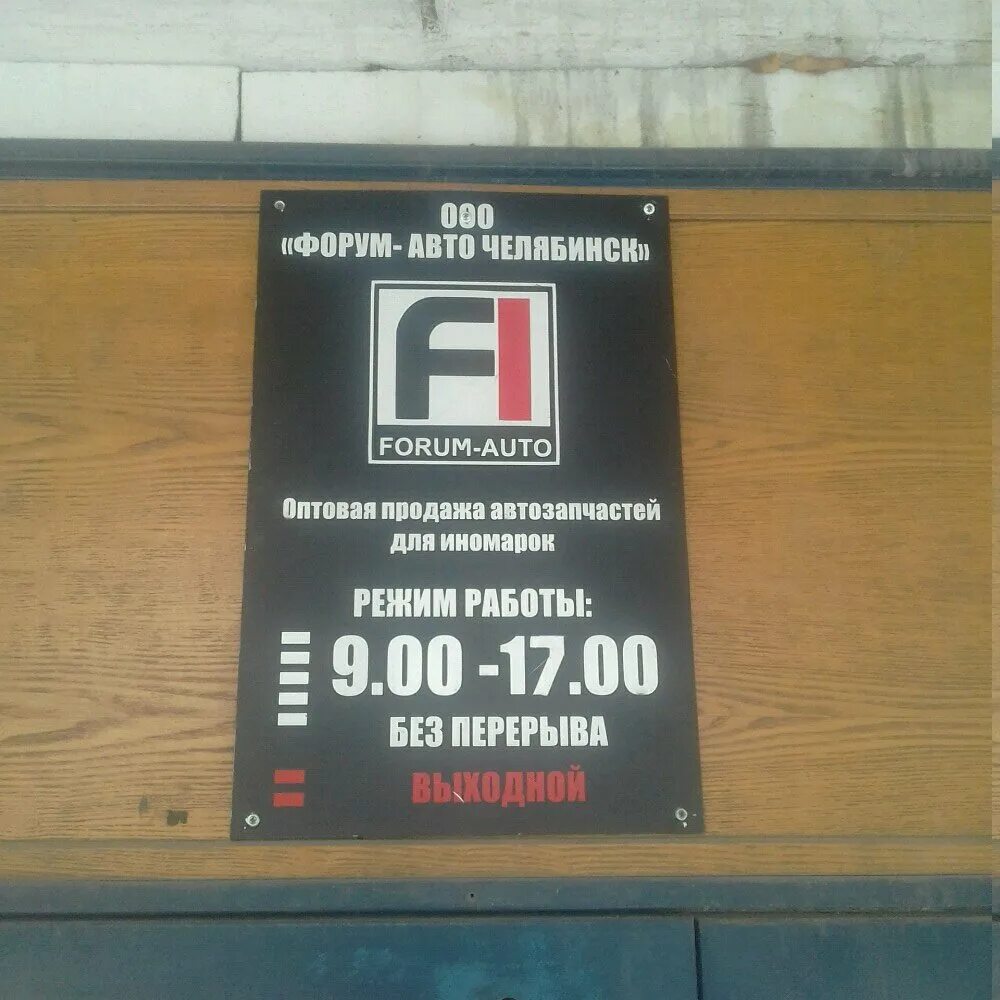 ООО
«ФОРУМ- АВТО ЧЕЛЯБИНСК»
FI
FORUM-AUTO
Оптовая продажа автозапчастей
для иномарок
РЕЖИМ РАБОТЫ:
9.00 -17.00
БЕЗ ПЕРЕРЫВА
ВЫХОДНОЙ